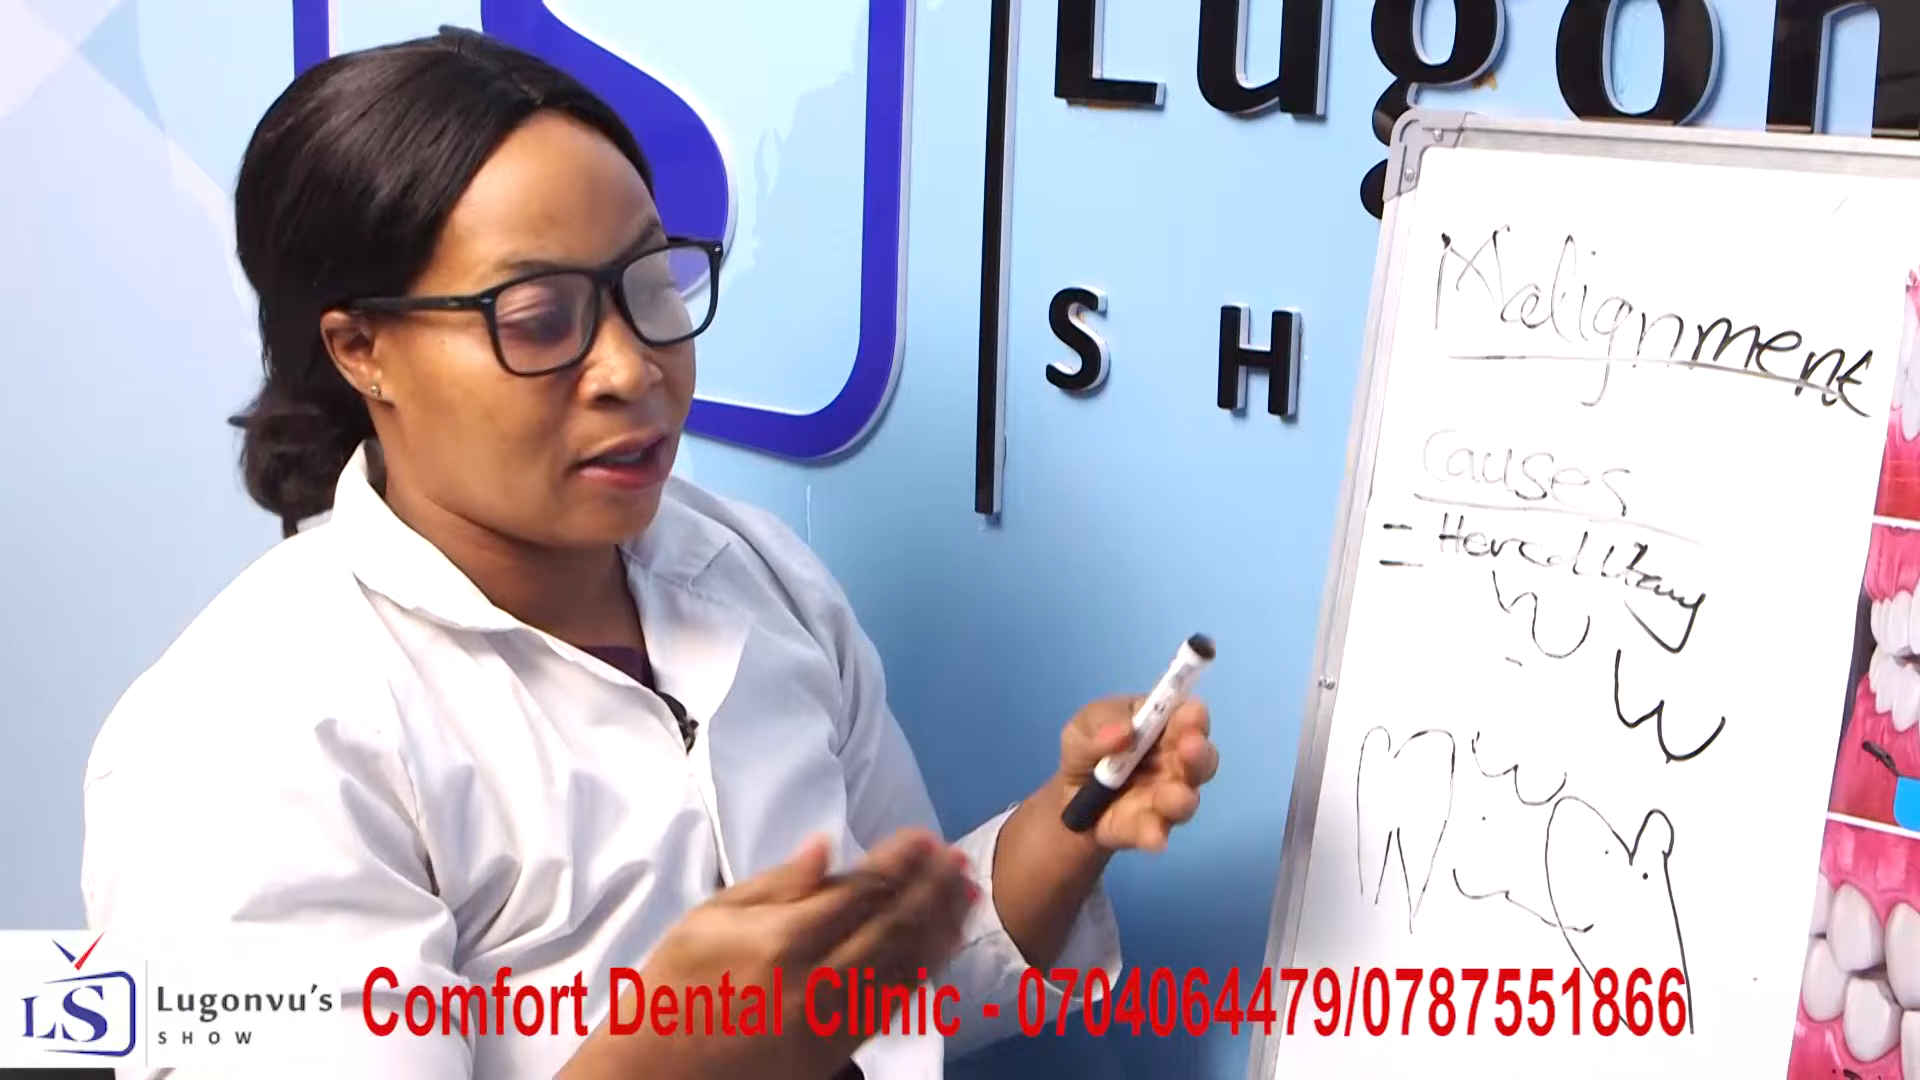 Lugon
S H
Malignment
Causes
= Hereditary
LS
Lugonvu's
SHOW
Comfort Dental Clinic - 0704064479/0787551866